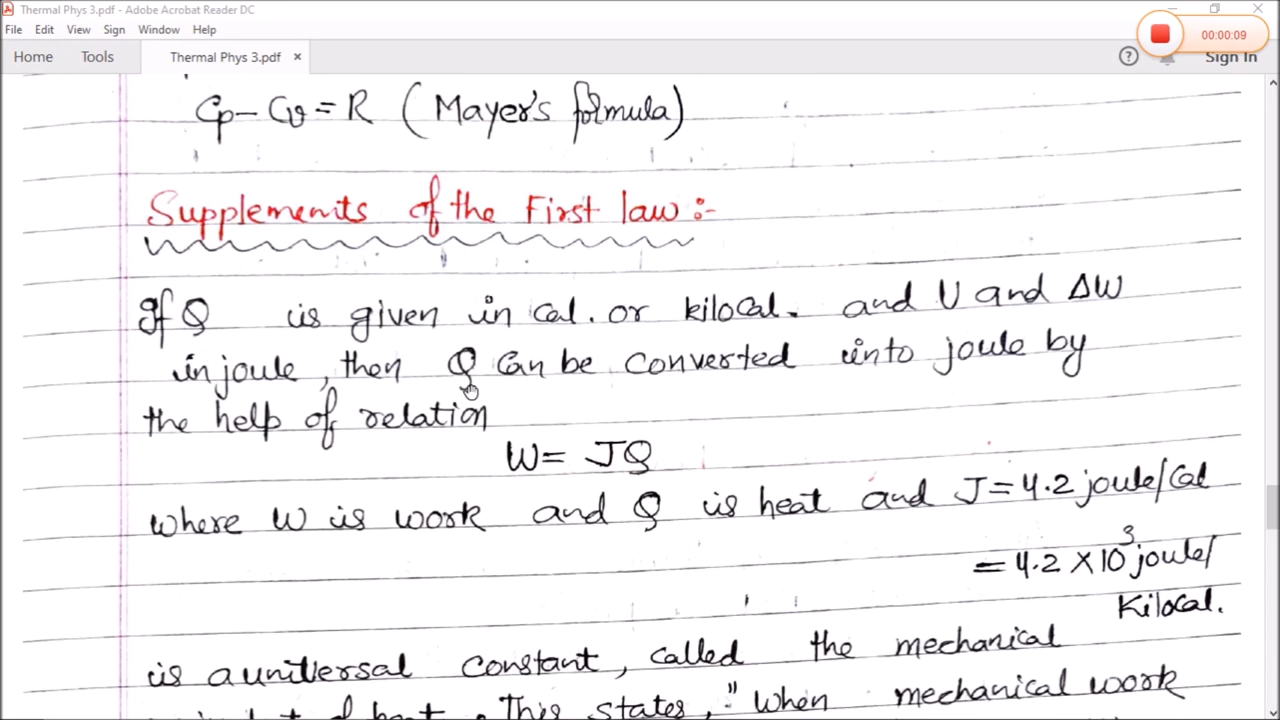 Thermal Phys 3.pdf - Adobe Acrobat Reader DC
File Edit View Sign Window Help
00:00:09
Home Tools Thermal Phys 3.pdf × ? Sign In
Cp - Cv = R (Mayer's formula)
Supplements of the First law :-
If Q is given in cal. or kilocal. and U and ΔW
in joule, then Q can be converted into joule by
the help of relation
W = JQ
where W is work and Q is heat and J = 4.2 joule/Cal
= 4.2 × 10³ joule/
Kilocal.
is a universal constant, called the mechanical
of heat. This states, "When mechanical work